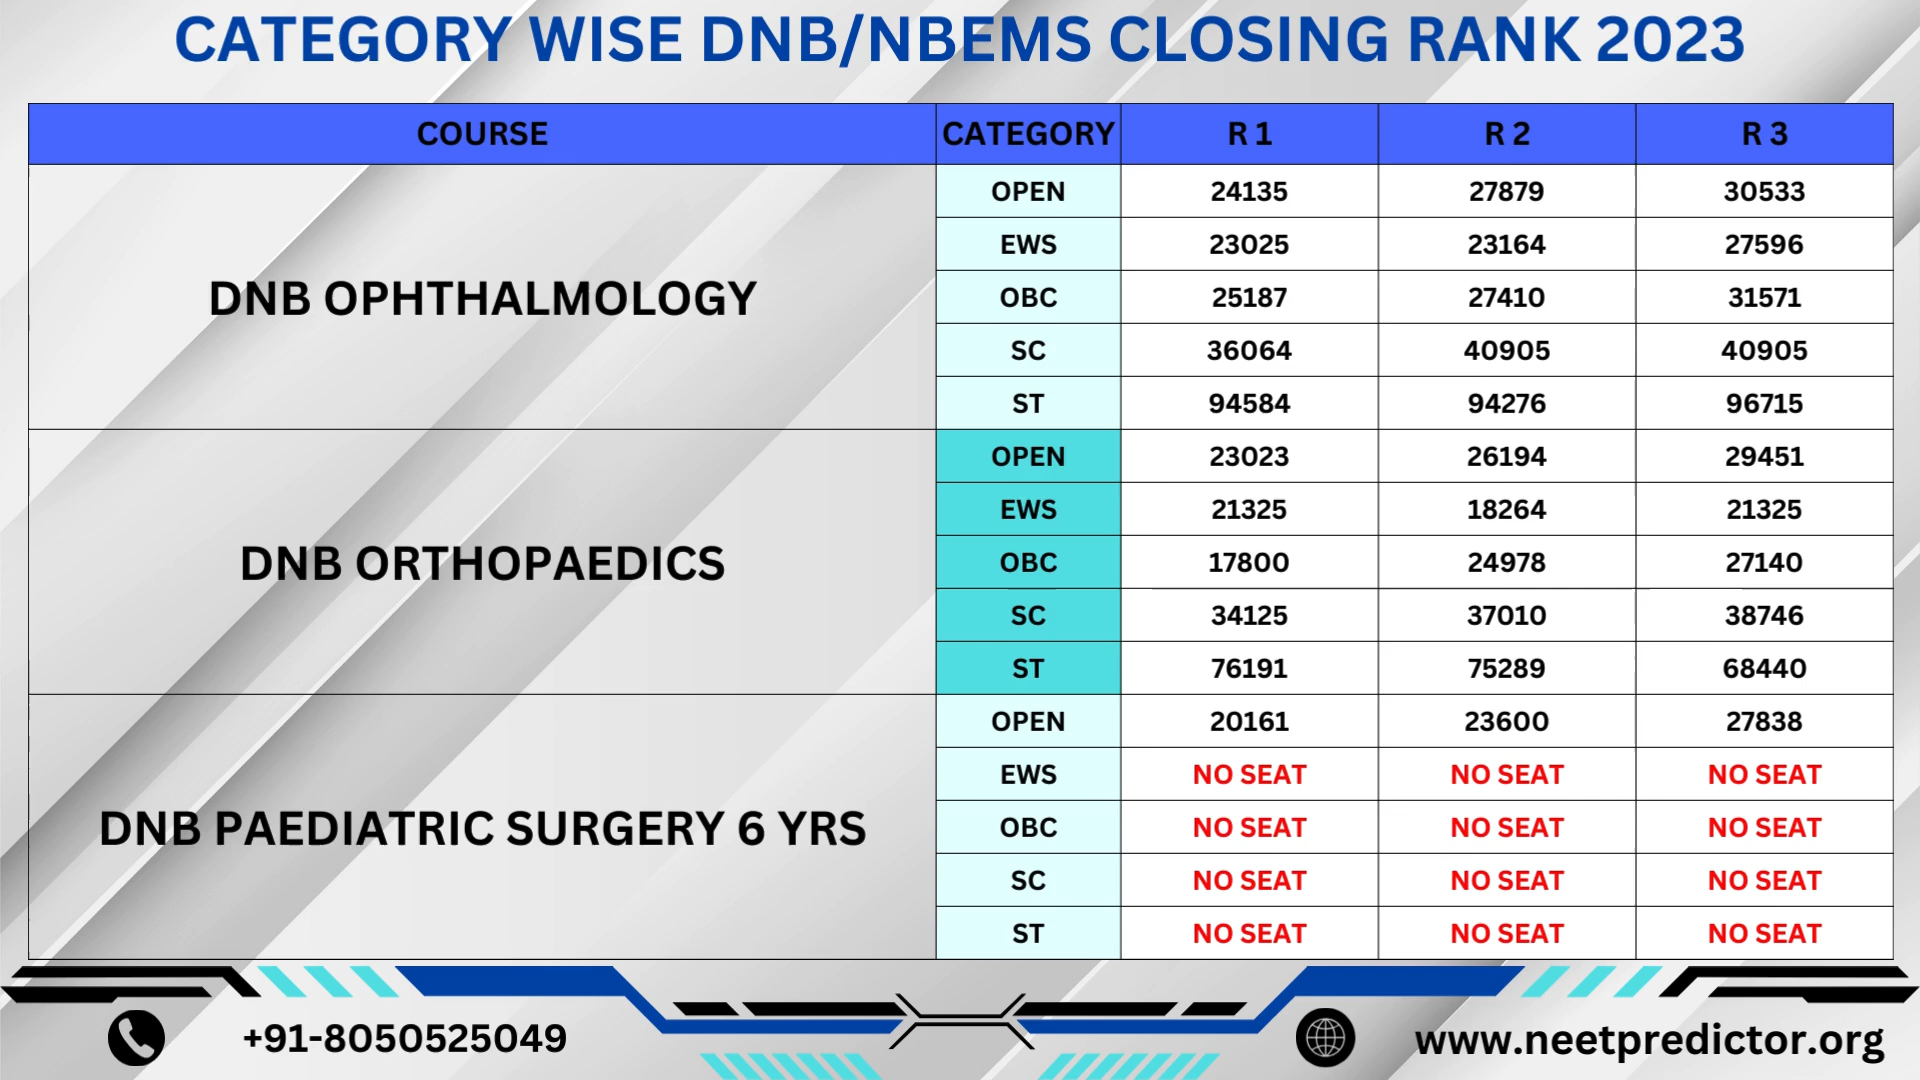 CATEGORY WISE DNB/NBEMS CLOSING RANK 2023
COURSE CATEGORY R 1 R 2 R 3
DNB OPHTHALMOLOGY
OPEN 24135 27879 30533
EWS 23025 23164 27596
OBC 25187 27410 31571
SC 36064 40905 40905
ST 94584 94276 96715
DNB ORTHOPAEDICS
OPEN 23023 26194 29451
EWS 21325 18264 21325
OBC 17800 24978 27140
SC 34125 37010 38746
ST 76191 75289 68440
DNB PAEDIATRIC SURGERY 6 YRS
OPEN 20161 23600 27838
EWS NO SEAT NO SEAT NO SEAT
OBC NO SEAT NO SEAT NO SEAT
SC NO SEAT NO SEAT NO SEAT
ST NO SEAT NO SEAT NO SEAT
+91-8050525049
www.neetpredictor.org